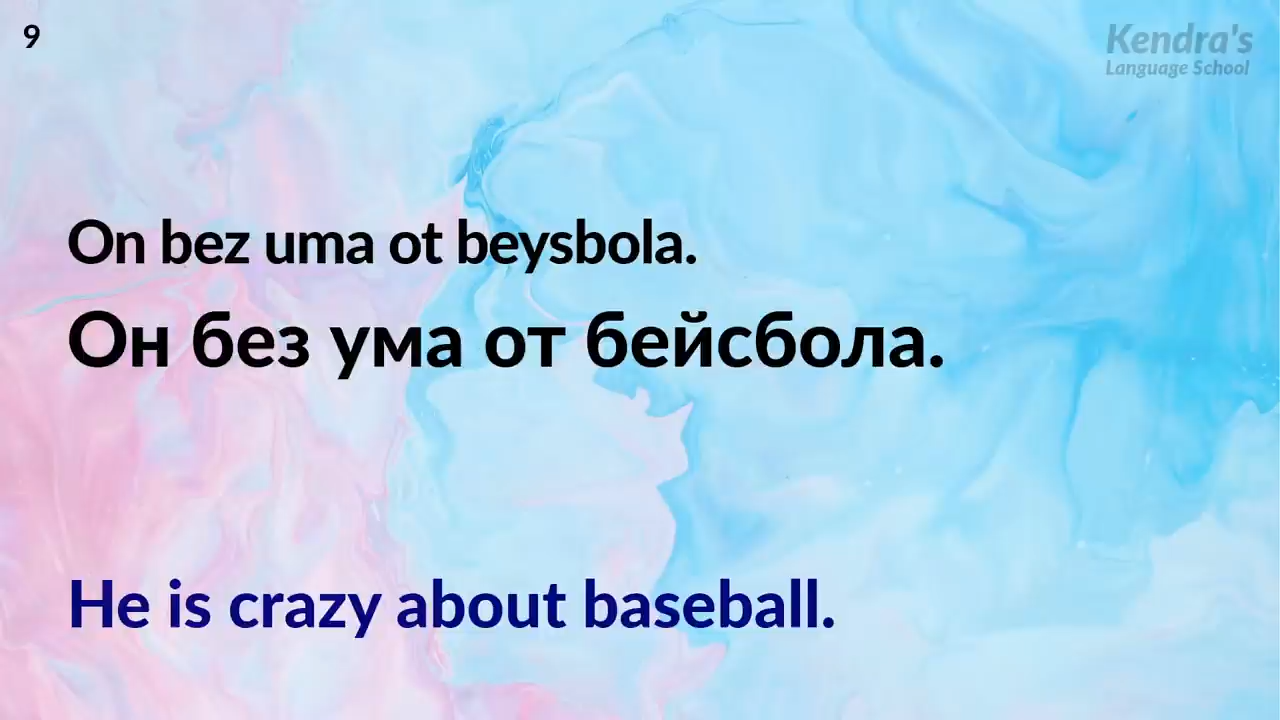 9
Kendra's
Language School
On bez uma ot beysbola.
Он без ума от бейсбола.
He is crazy about baseball.